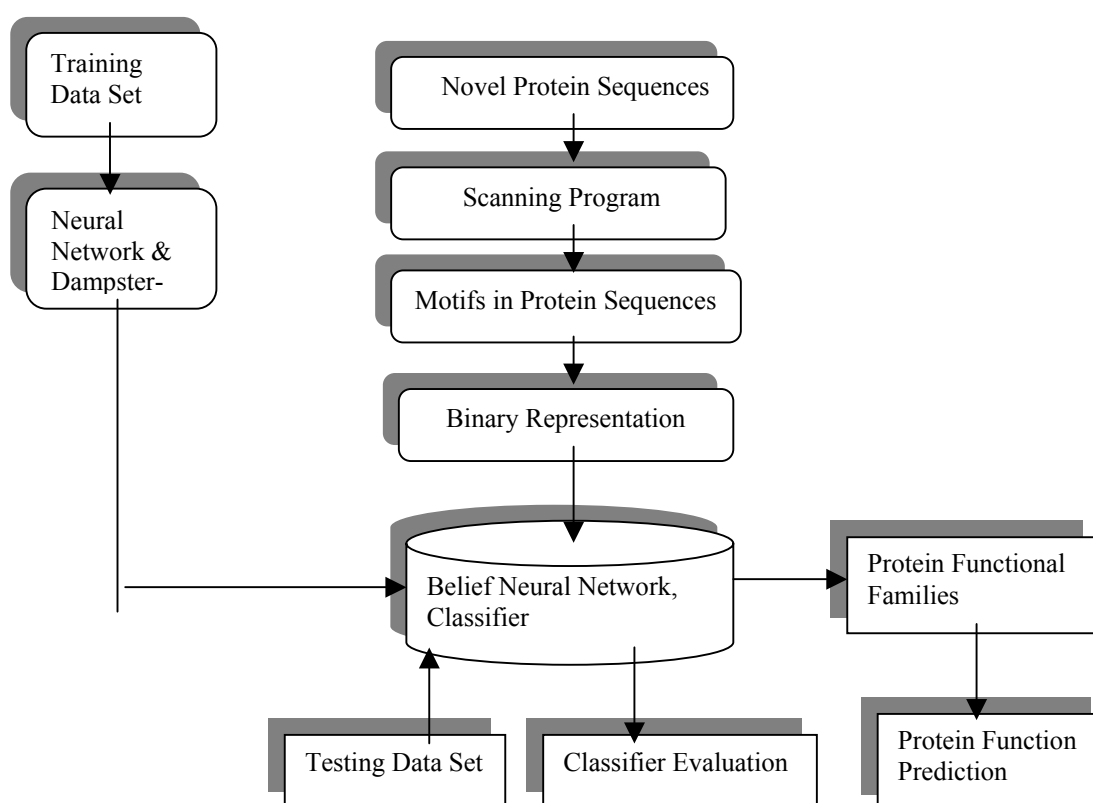 Training
Data Set
Neural
Network &
Dampster-
Novel Protein Sequences
Scanning Program
Motifs in Protein Sequences
Binary Representation
Belief Neural Network,
Classifier
Protein Functional
Families
Testing Data Set
Classifier Evaluation
Protein Function
Prediction